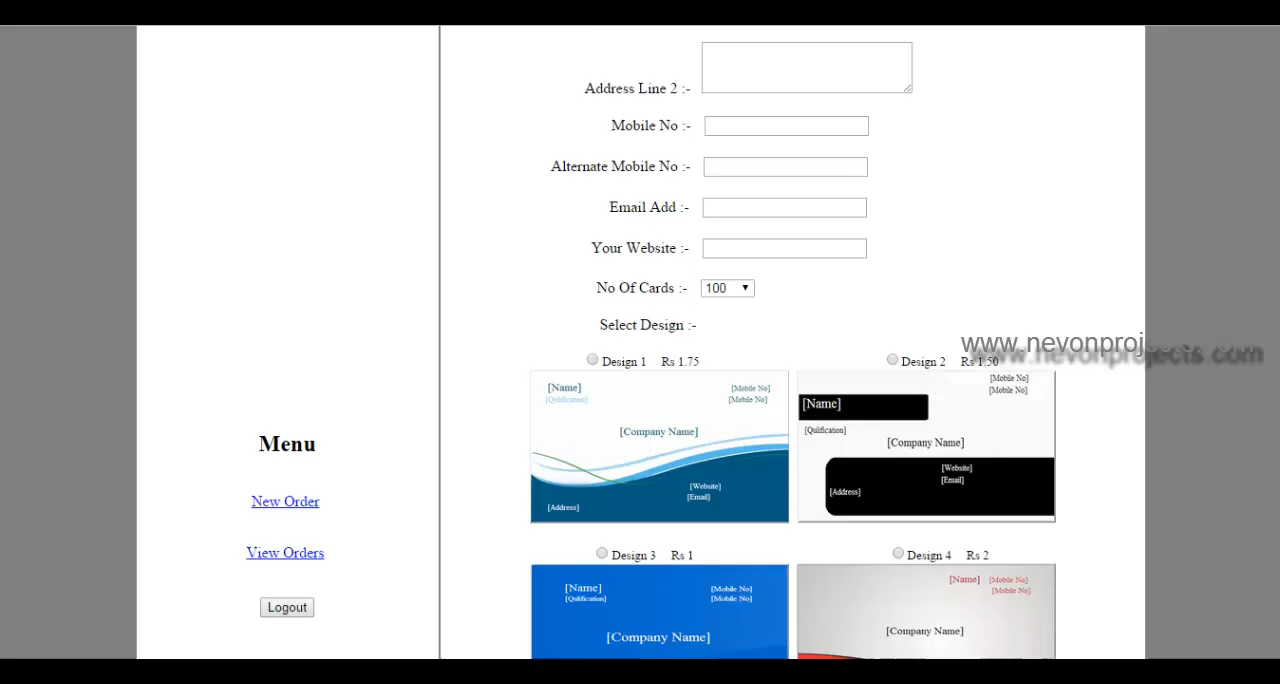 Address Line 2 :-
Mobile No :-
Alternate Mobile No :-
Email Add :-
Your Website :-
No Of Cards :- 100
Select Design :-
www.nevonproj
www.nevonprojects.com
Design 1 Rs 1.75
Design 2 Rs 1.50
[Name]
[Qulification]
[Mobile No]
[Mobile No]
[Company Name]
[Website]
[Email]
[Address]
[Mobile No]
[Mobile No]
[Name]
[Qulification]
[Company Name]
[Website]
[Email]
[Address]
Menu
New Order
View Orders
Logout
Design 3 Rs 1
Design 4 Rs 2
[Name]
[Qulification]
[Mobile No]
[Mobile No]
[Company Name]
[Name] [Mobile No]
[Mobile No]
[Company Name]